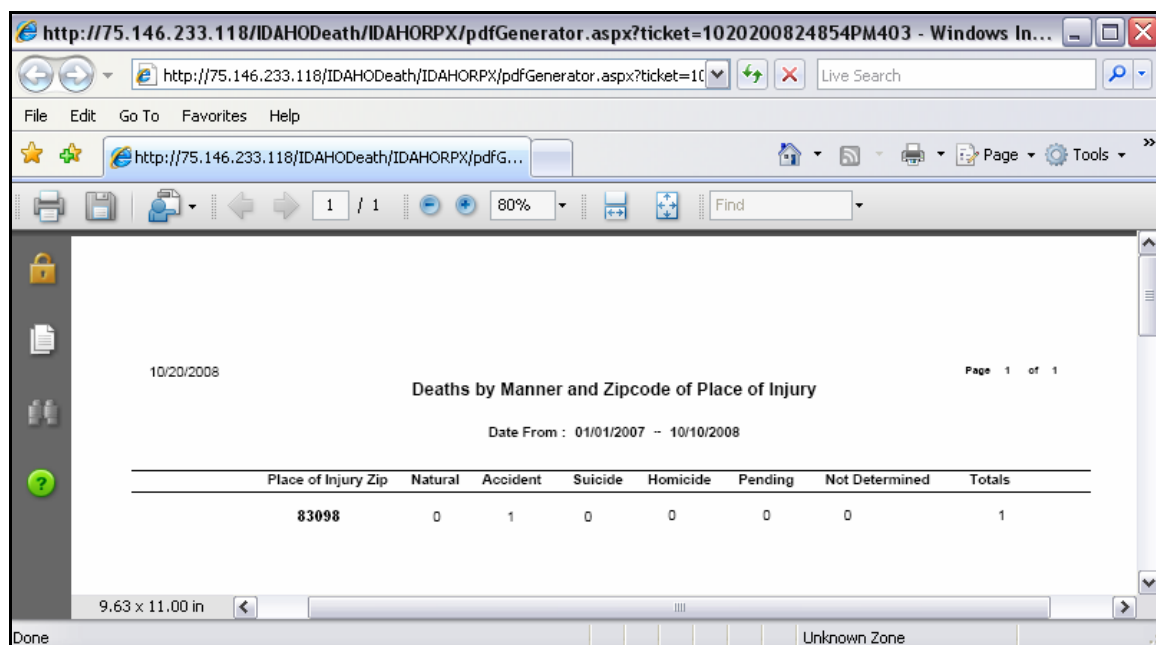 http://75.146.233.118/IDAHODeath/IDAHORPX/pdfGenerator.aspx?ticket=1020200824854PM403 - Windows In...
http://75.146.233.118/IDAHODeath/IDAHORPX/pdfGenerator.aspx?ticket=10 Live Search
File Edit Go To Favorites Help
http://75.146.233.118/IDAHODeath/IDAHORPX/pdfG... Page Tools »
1 / 1 80% Find
10/20/2008 Page 1 of 1
Deaths by Manner and Zipcode of Place of Injury
Date From : 01/01/2007 -- 10/10/2008
Place of Injury Zip Natural Accident Suicide Homicide Pending Not Determined Totals
83098 0 1 0 0 0 0 1
9.63 x 11.00 in
Done Unknown Zone